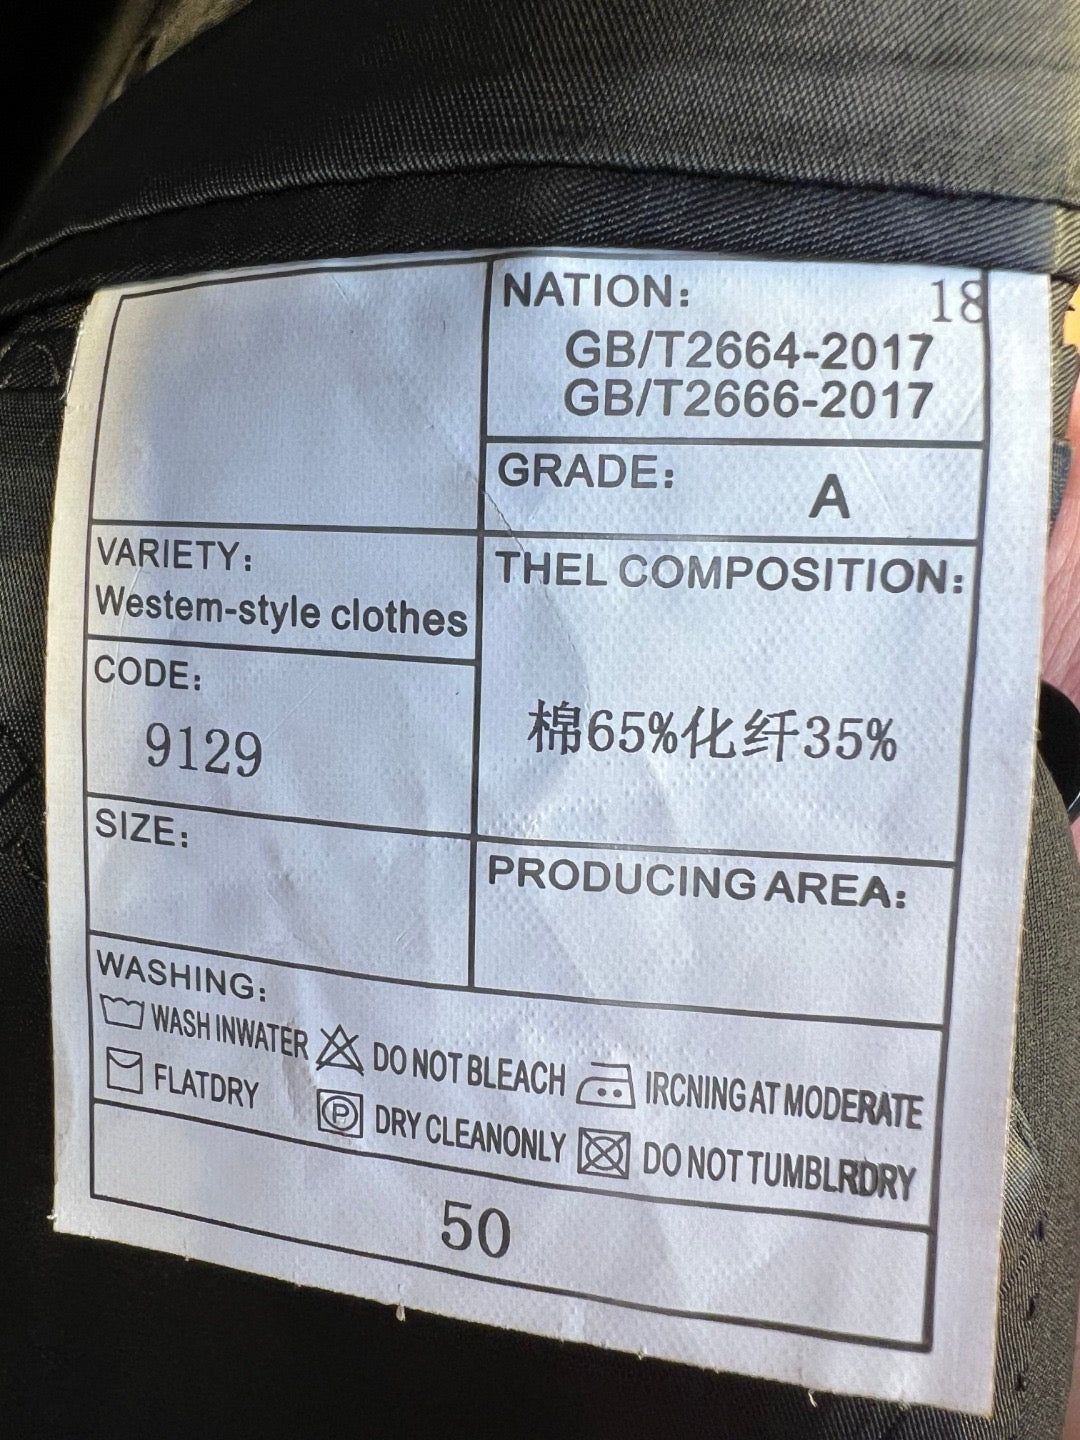 NATION:
18
GB/T2664-2017
GB/T2666-2017
GRADE:
A
VARIETY:
Westem-style clothes
THEL COMPOSITION:
棉65%化纤35%
CODE:
9129
SIZE:
PRODUCING AREA:
WASHING:
WASH INWATER DO NOT BLEACH IRCNING AT MODERATE
FLATDRY P DRY CLEANONLY DO NOT TUMBLRDRY
50